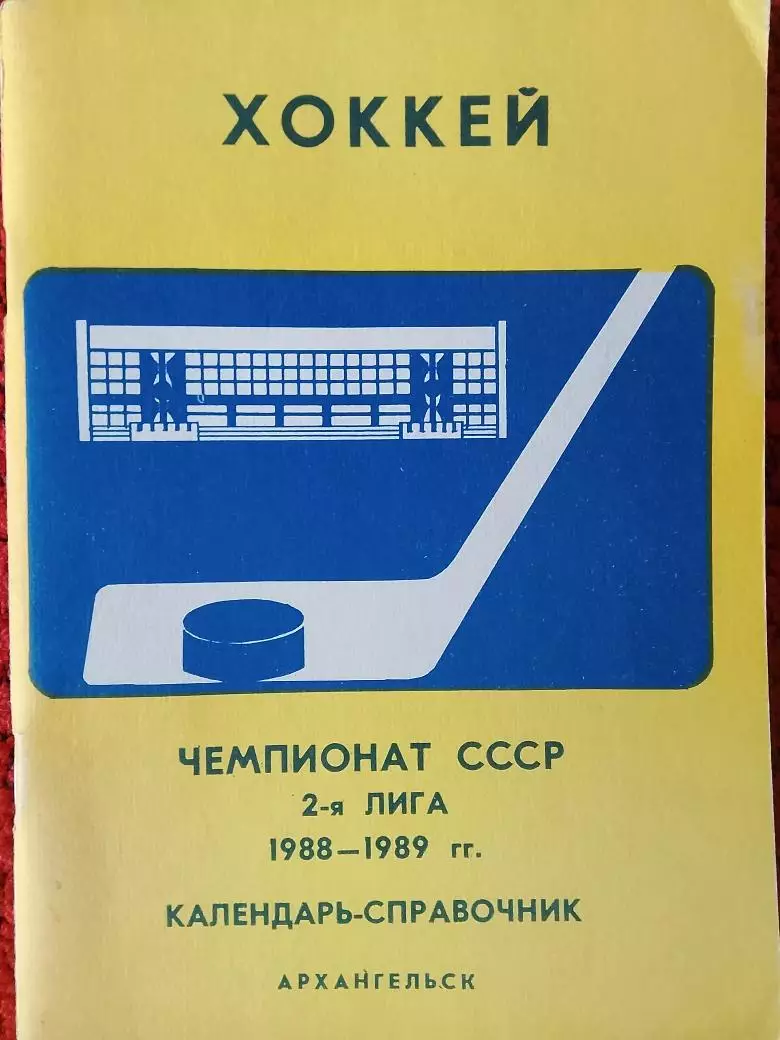 ХОККЕЙ
ЧЕМПИОНАТ СССР
2-я ЛИГА
1988—1989 гг.
КАЛЕНДАРЬ-СПРАВОЧНИК
АРХАНГЕЛЬСК